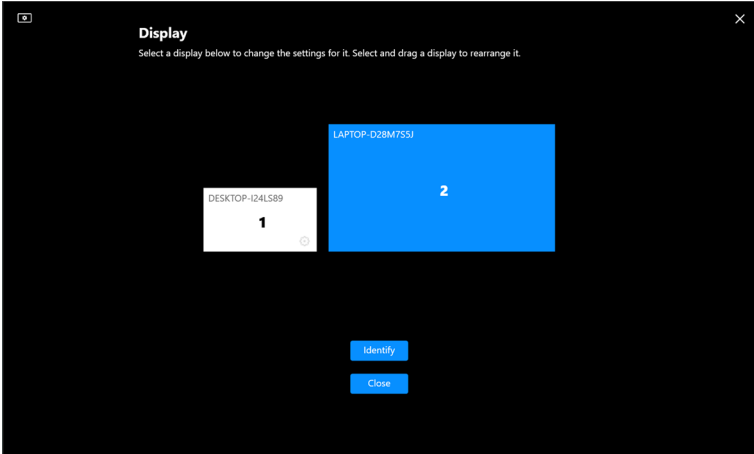 Display
Select a display below to change the settings for it. Select and drag a display to rearrange it.
LAPTOP-D28M7S5J
2
DESKTOP-I24LS89
1
Identify
Close